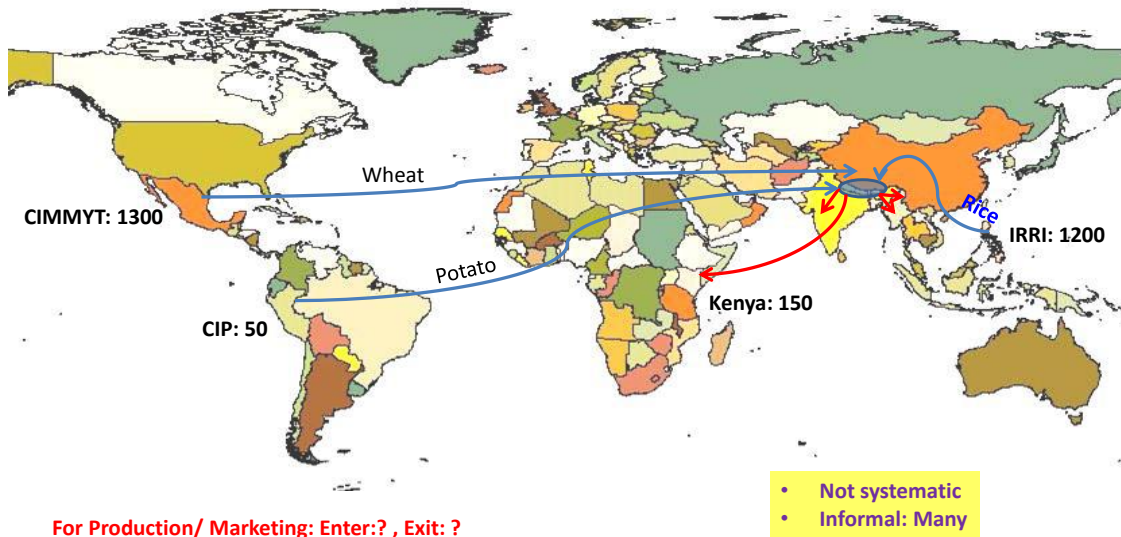 Wheat
CIMMYT: 1300
Rice
IRRI: 1200
Potato
Kenya: 150
CIP: 50
• Not systematic
• Informal: Many
For Production/ Marketing: Enter:? , Exit: ?